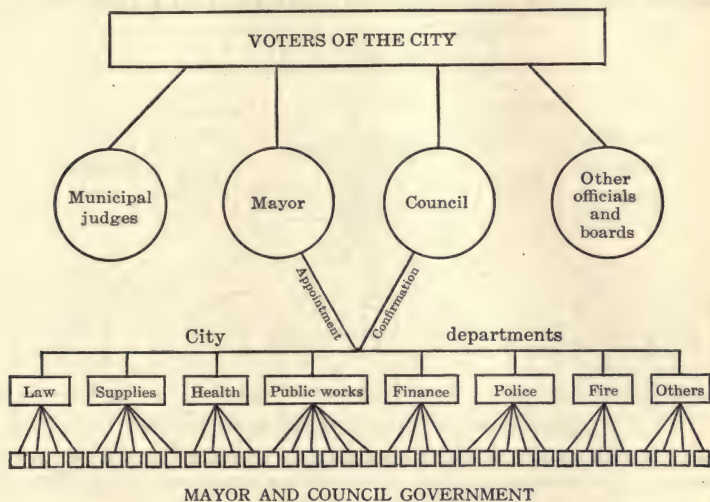 VOTERS OF THE CITY
Municipal
judges
Mayor
Council
Other
officials
and
boards
Appointment
Confirmation
City departments
Law
Supplies
Health
Public works
Finance
Police
Fire
Others
MAYOR AND COUNCIL GOVERNMENT